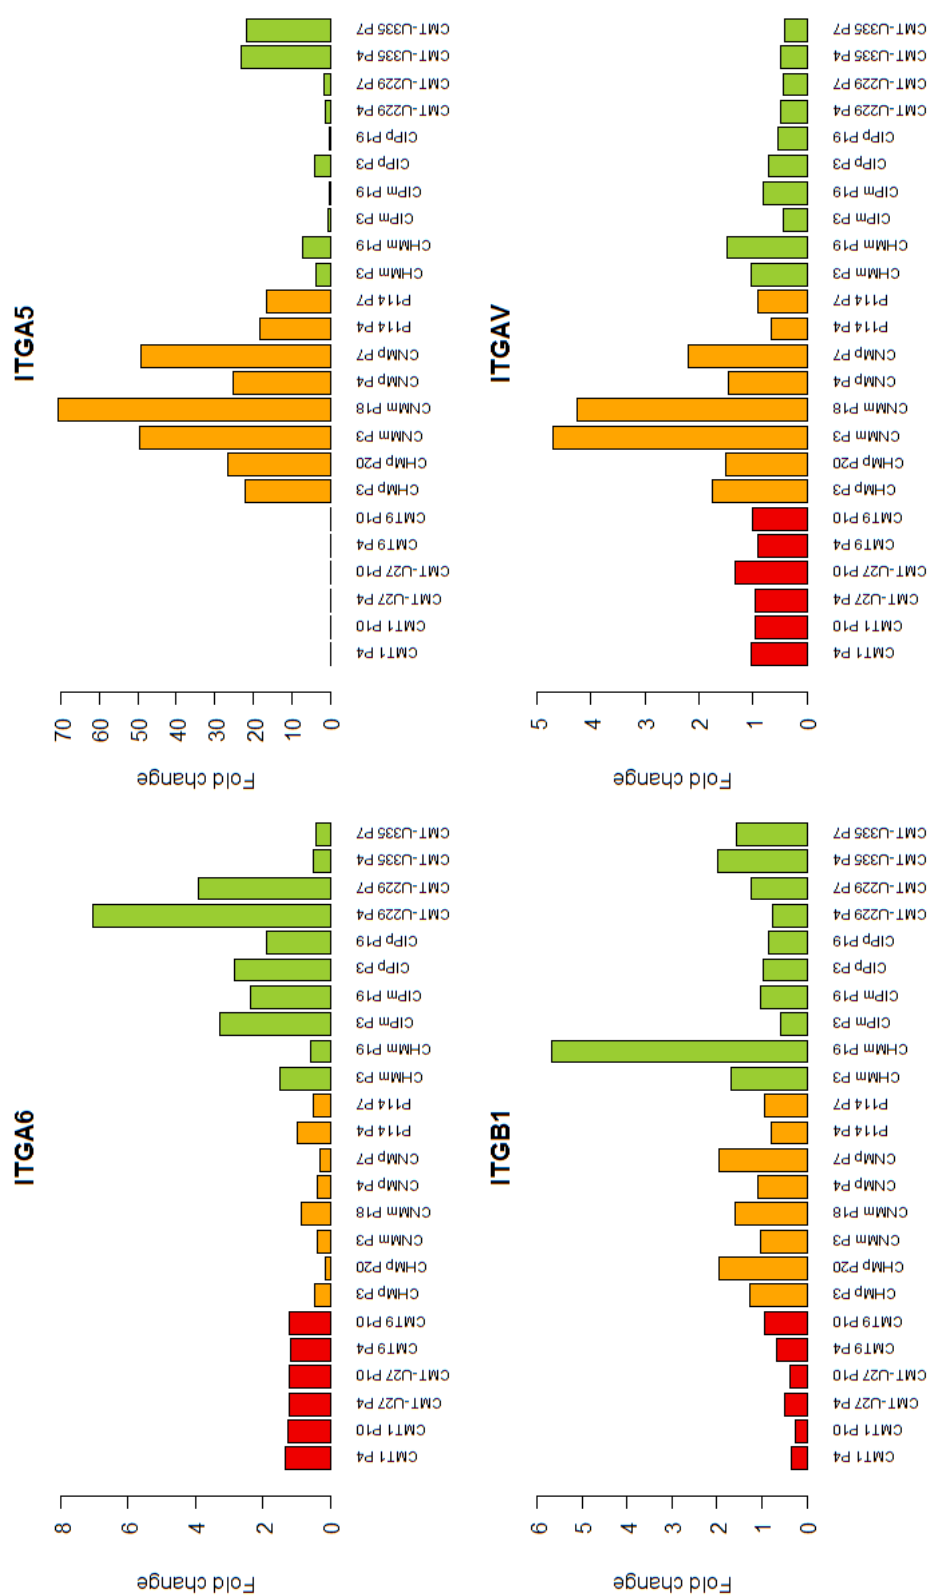 ITGA6
Fold change
8
6
4
2
0
CMT1 P4
CMT1 P10
CMT-U27 P4
CMT-U27 P10
CMT9 P4
CMT9 P10
CHMp P3
CHMp P20
CNMm P3
CNMm P18
CNMp P4
CNMp P7
P114 P4
P114 P7
CHMm P3
CHMm P19
CIPm P3
CIPm P19
CIPp P3
CIPp P19
CMT-U229 P4
CMT-U229 P7
CMT-U335 P4
CMT-U335 P7
ITGA5
Fold change
70
60
50
40
30
20
10
0
CMT1 P4
CMT1 P10
CMT-U27 P4
CMT-U27 P10
CMT9 P4
CMT9 P10
CHMp P3
CHMp P20
CNMm P3
CNMm P18
CNMp P4
CNMp P7
P114 P4
P114 P7
CHMm P3
CHMm P19
CIPm P3
CIPm P19
CIPp P3
CIPp P19
CMT-U229 P4
CMT-U229 P7
CMT-U335 P4
CMT-U335 P7
ITGB1
Fold change
6
5
4
3
2
1
0
CMT1 P4
CMT1 P10
CMT-U27 P4
CMT-U27 P10
CMT9 P4
CMT9 P10
CHMp P3
CHMp P20
CNMm P3
CNMm P18
CNMp P4
CNMp P7
P114 P4
P114 P7
CHMm P3
CHMm P19
CIPm P3
CIPm P19
CIPp P3
CIPp P19
CMT-U229 P4
CMT-U229 P7
CMT-U335 P4
CMT-U335 P7
ITGAV
Fold change
5
4
3
2
1
0
CMT1 P4
CMT1 P10
CMT-U27 P4
CMT-U27 P10
CMT9 P4
CMT9 P10
CHMp P3
CHMp P20
CNMm P3
CNMm P18
CNMp P4
CNMp P7
P114 P4
P114 P7
CHMm P3
CHMm P19
CIPm P3
CIPm P19
CIPp P3
CIPp P19
CMT-U229 P4
CMT-U229 P7
CMT-U335 P4
CMT-U335 P7